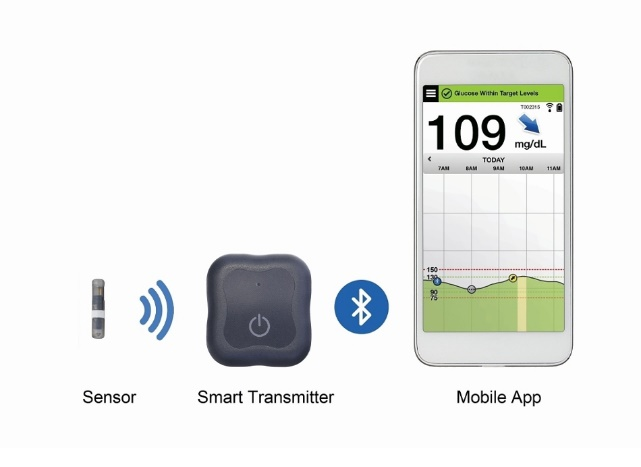 Glucose Within Target Levels
T002315
109
mg/dL
TODAY
7AM 8AM 9AM 10AM 11AM
150
130
90
75
Sensor
Smart Transmitter
Mobile App